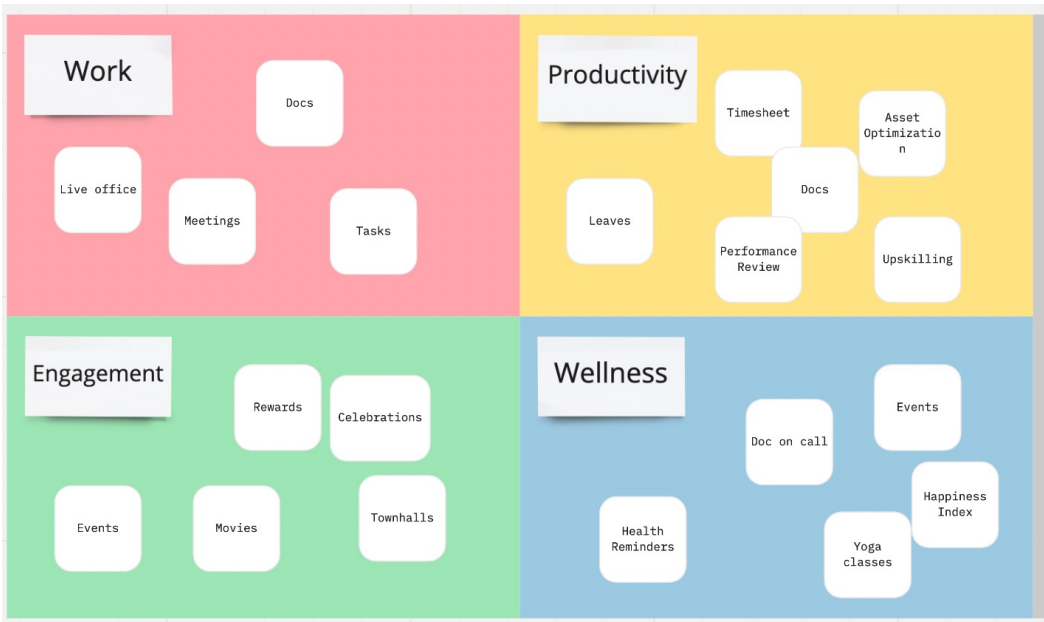 Work
Docs
Live office
Meetings
Tasks
Productivity
Timesheet
Asset
Optimizatio
n
Docs
Leaves
Performance
Review
Upskilling
Engagement
Rewards
Celebrations
Events
Movies
Townhalls
Wellness
Events
Doc on call
Happiness
Index
Health
Reminders
Yoga
classes